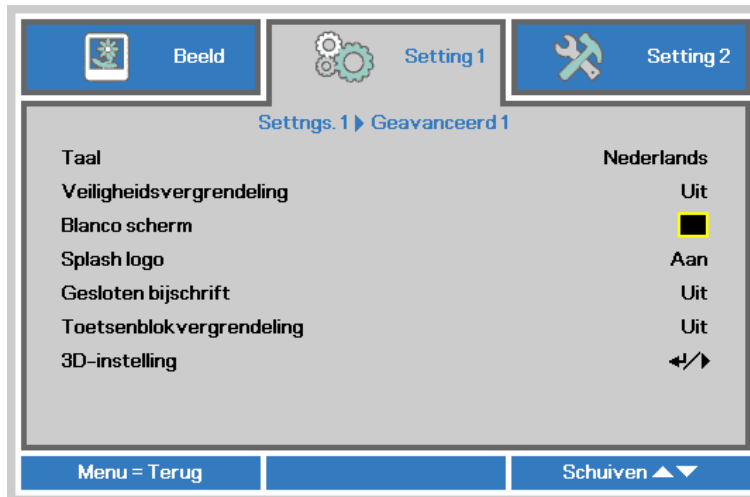 Beeld
Setting 1
Setting 2
Settngs. 1 Geavanceerd 1
Taal Nederlands
Veiligheidsvergrendeling Uit
Blanco scherm
Splash logo Aan
Gesloten bijschrift Uit
Toetsenblokvergrendeling Uit
3D-instelling
Menu = Terug
Schuiven